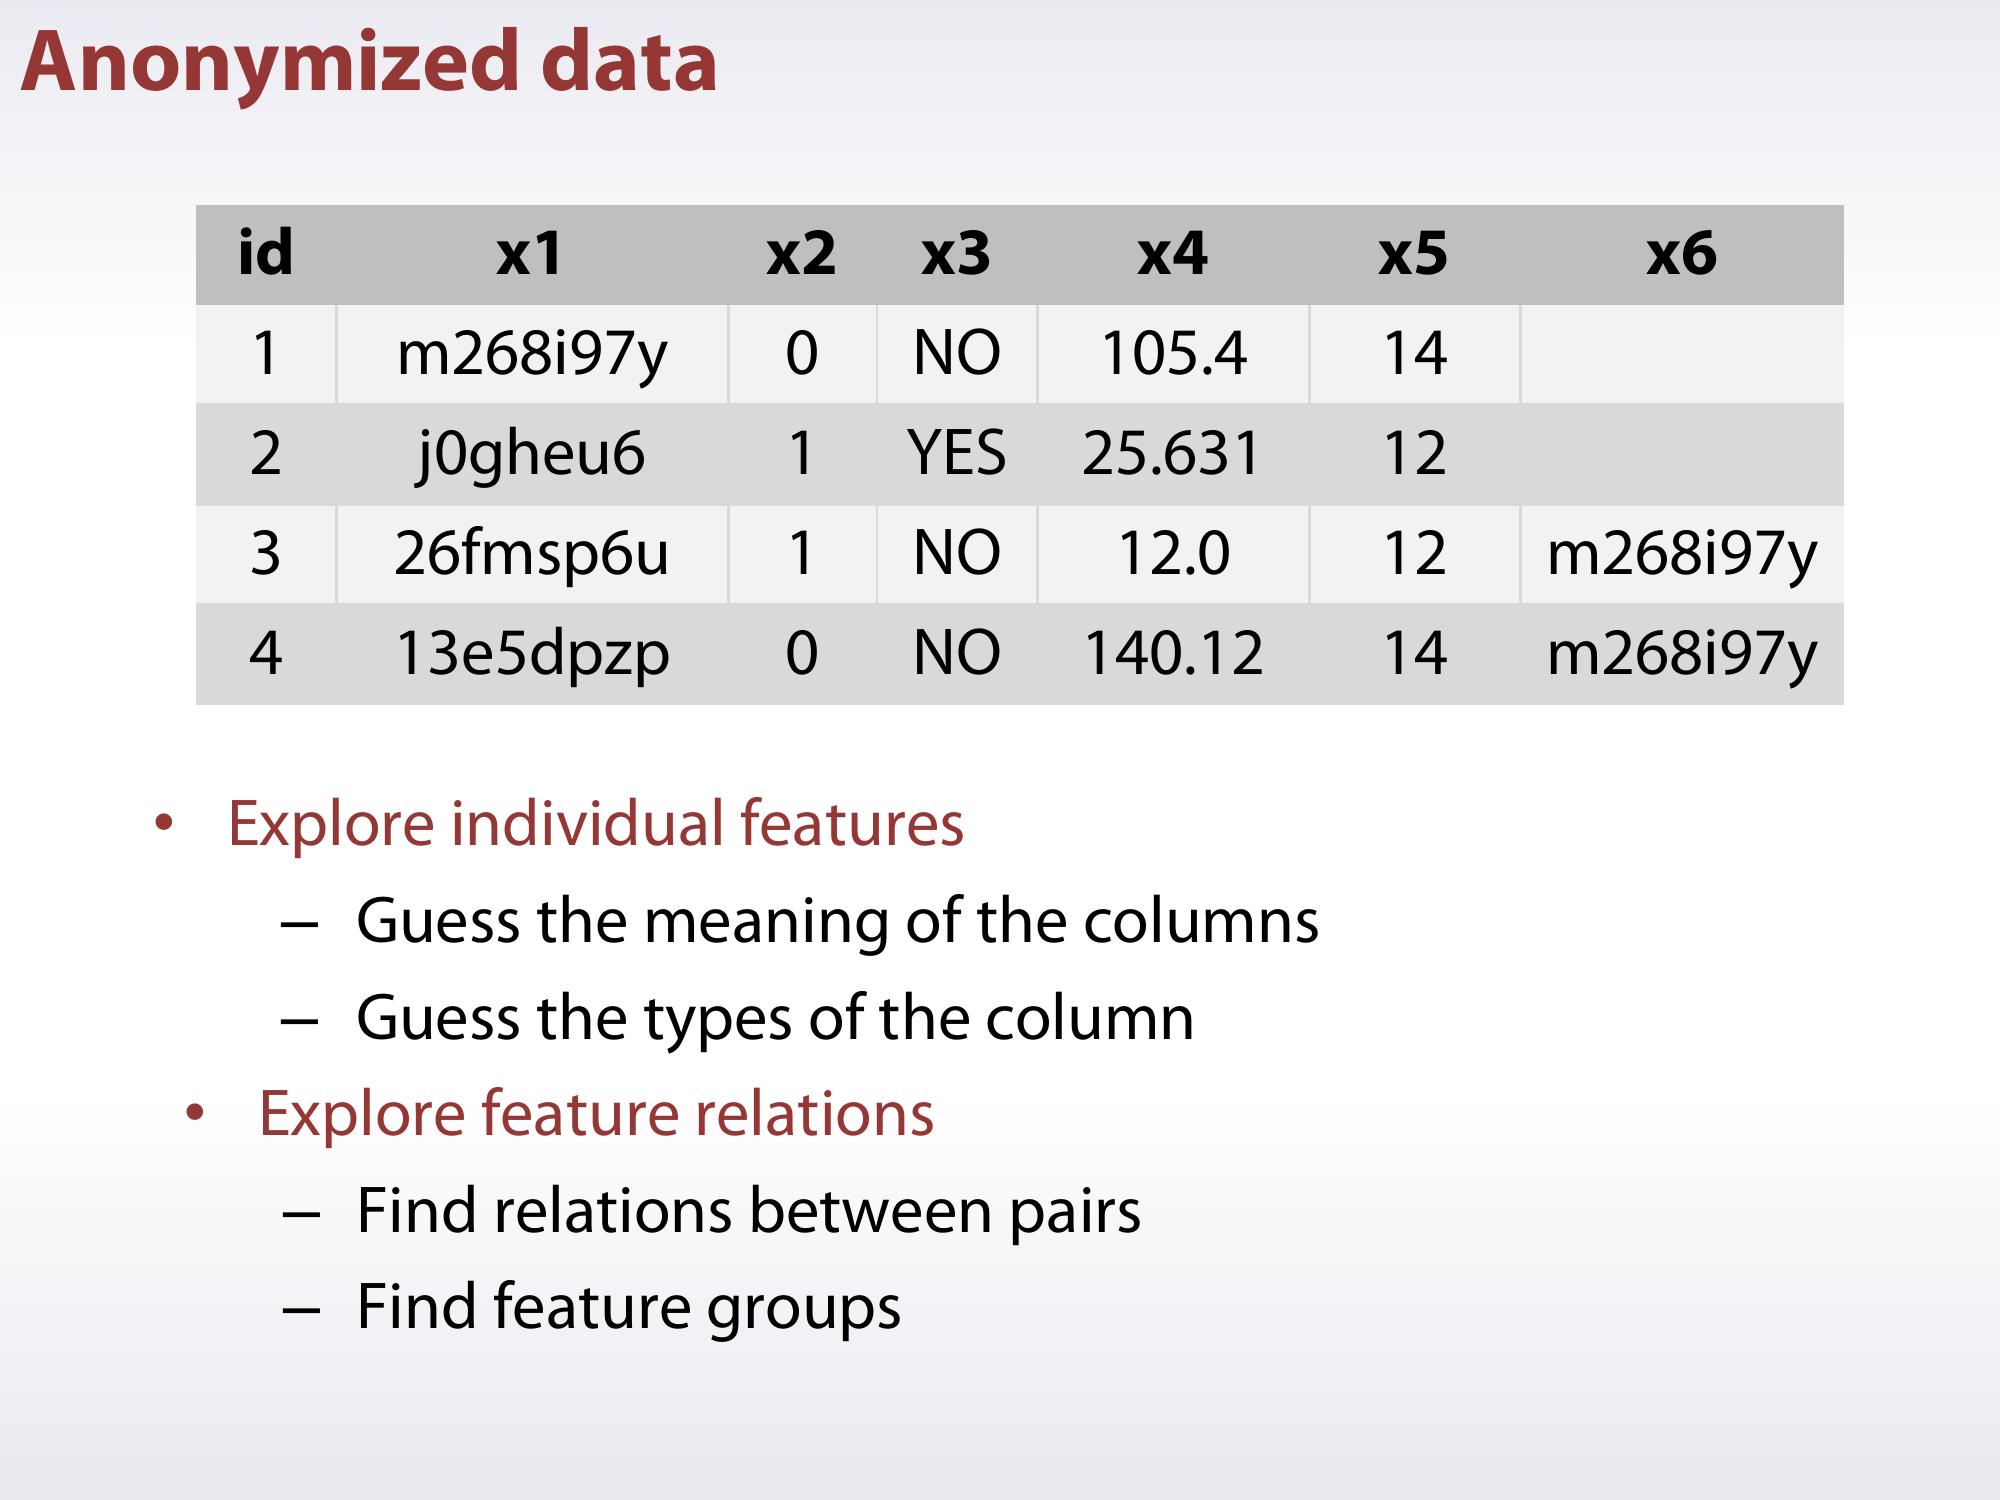 Anonymized data
id x1 x2 x3 x4 x5 x6
1 m268i97y 0 NO 105.4 14
2 j0gheu6 1 YES 25.631 12
3 26fmsp6u 1 NO 12.0 12 m268i97y
4 13e5dpzp 0 NO 140.12 14 m268i97y
• Explore individual features
– Guess the meaning of the columns
– Guess the types of the column
• Explore feature relations
– Find relations between pairs
– Find feature groups